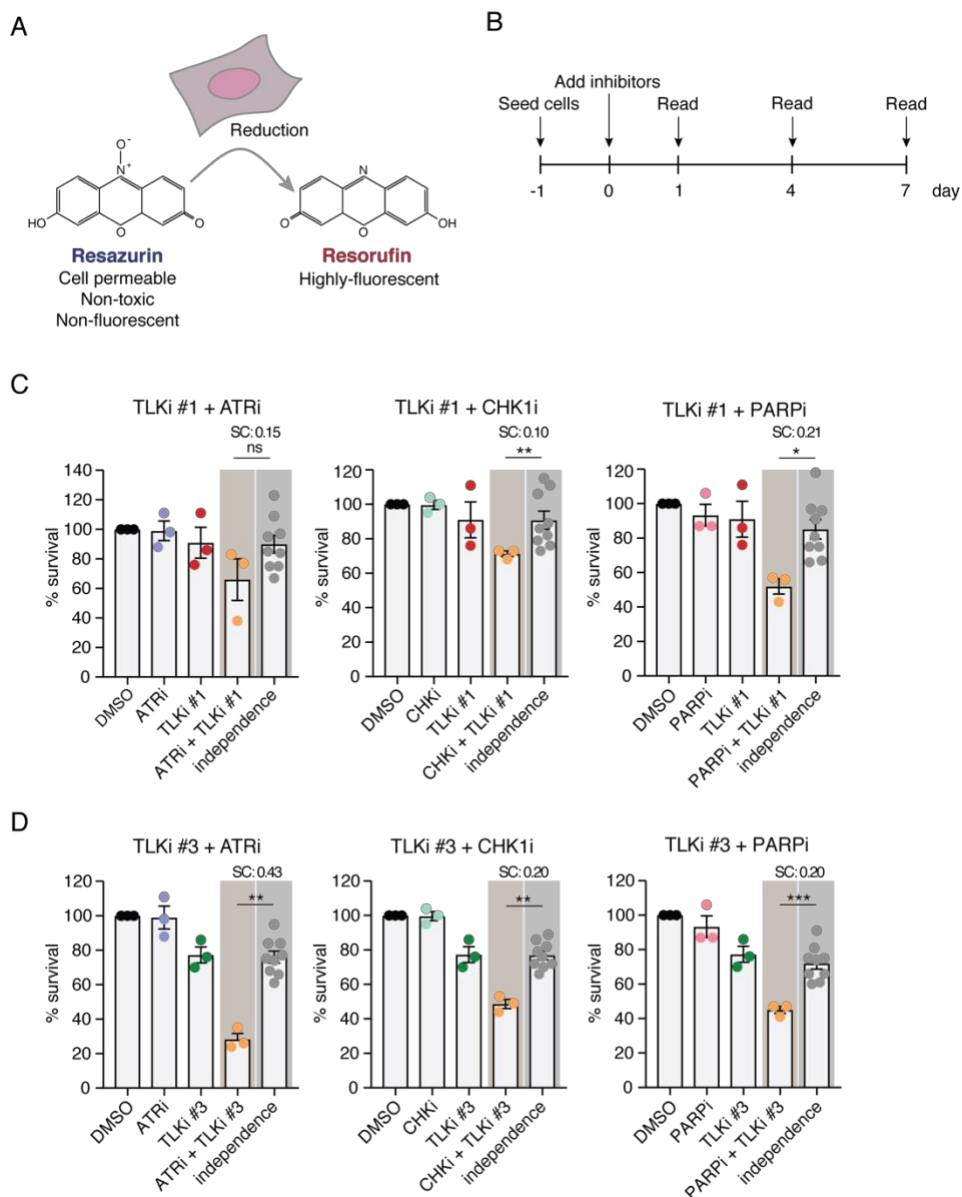 A
Reduction
O-
N+
HO
O
O
N
O
O
OH
Resazurin
Cell permeable
Non-toxic
Non-fluorescent
Resorufin
Highly-fluorescent
B
Add inhibitors
Seed cells
Read
Read
Read
-1
0
1
4
7
day
C
TLKi #1 + ATRi
SC: 0.15
ns
140
120
100
80
60
40
20
0
% survival
DMSO
ATRi
TLKi #1
ATRi + TLKi #1
independence
TLKi #1 + CHK1i
SC: 0.10
**
120
100
80
60
40
20
0
% survival
DMSO
CHKi
TLKi #1
CHKi + TLKi #1
independence
TLKi #1 + PARPi
SC: 0.21
*
120
100
80
60
40
20
0
% survival
DMSO
PARPi
TLKi #1
PARPi + TLKi #1
independence
D
TLKi #3 + ATRi
SC: 0.43
**
120
100
80
60
40
20
0
% survival
DMSO
ATRi
TLKi #3
ATRi + TLKi #3
independence
TLKi #3 + CHK1i
SC: 0.20
**
120
100
80
60
40
20
0
% survival
DMSO
CHKi
TLKi #3
CHKi + TLKi #3
independence
TLKi #3 + PARPi
SC: 0.20
***
120
100
80
60
40
20
0
% survival
DMSO
PARPi
TLKi #3
PARPi + TLKi #3
independence